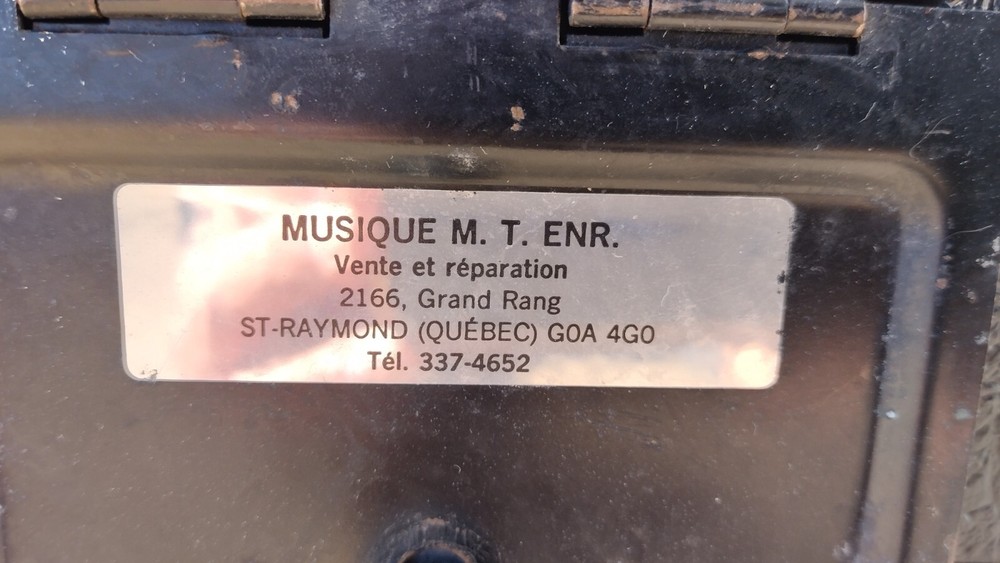 MUSIQUE M. T. ENR.
Vente et réparation
2166, Grand Rang
ST-RAYMOND (QUÉBEC) G0A 4G0
Tél. 337-4652